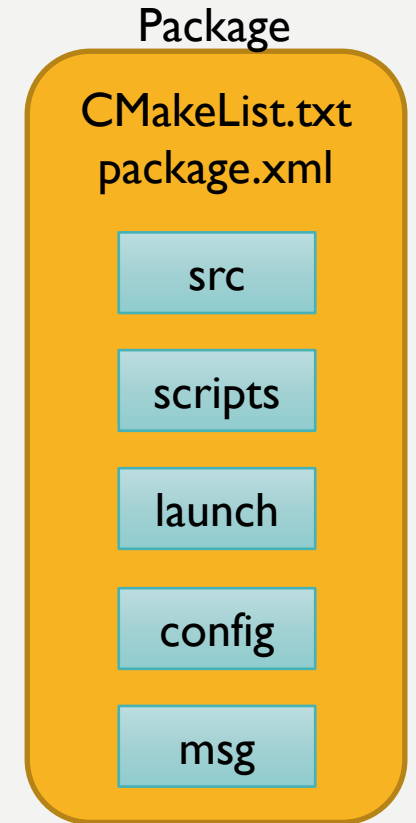 Package
CMakeList.txt
package.xml
src
scripts
launch
config
msg